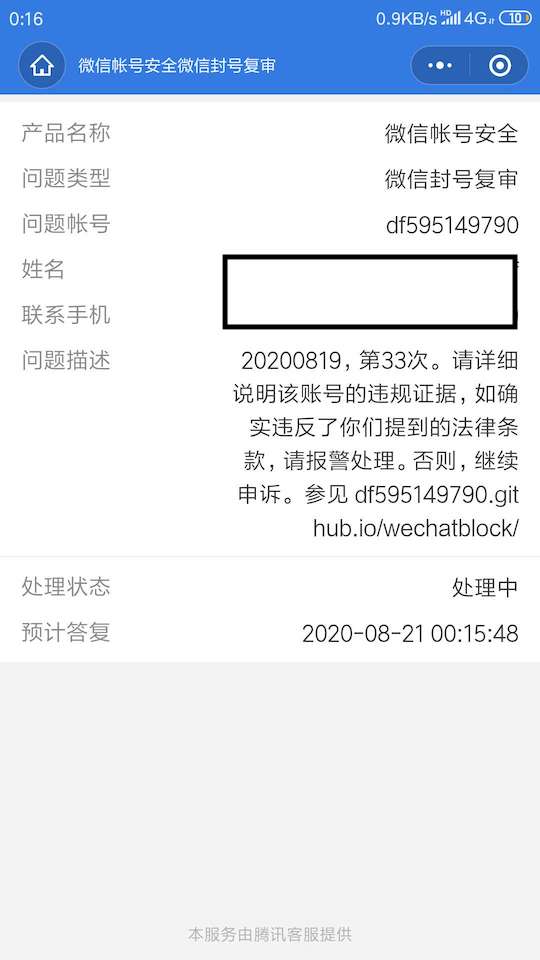 0:16
0.9KB/s HD 4G 10
微信帐号安全微信封号复审
产品名称 微信帐号安全
问题类型 微信封号复审
问题帐号 df595149790
姓名
联系手机
问题描述 20200819，第33次。请详细
说明该账号的违规证据，如确
实违反了你们提到的法律条
款，请报警处理。否则，继续
申诉。参见 df595149790.git
hub.io/wechatblock/
处理状态 处理中
预计答复 2020-08-21 00:15:48
本服务由腾讯客服提供